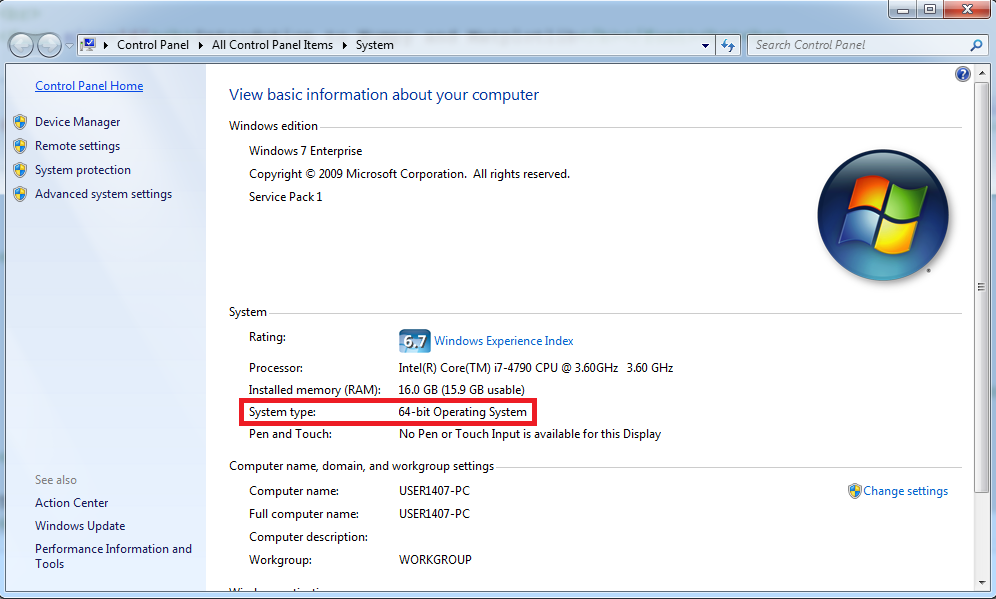 Control Panel ▸ All Control Panel Items ▸ System
Search Control Panel
Control Panel Home
Device Manager
Remote settings
System protection
Advanced system settings
See also
Action Center
Windows Update
Performance Information and
Tools
View basic information about your computer
Windows edition
Windows 7 Enterprise
Copyright © 2009 Microsoft Corporation.  All rights reserved.
Service Pack 1
System
Rating: 6.7 Windows Experience Index
Processor: Intel(R) Core(TM) i7-4790 CPU @ 3.60GHz 3.60 GHz
Installed memory (RAM): 16.0 GB (15.9 GB usable)
System type: 64-bit Operating System
Pen and Touch: No Pen or Touch Input is available for this Display
Computer name, domain, and workgroup settings
Computer name: USER1407-PC Change settings
Full computer name: USER1407-PC
Computer description:
Workgroup: WORKGROUP